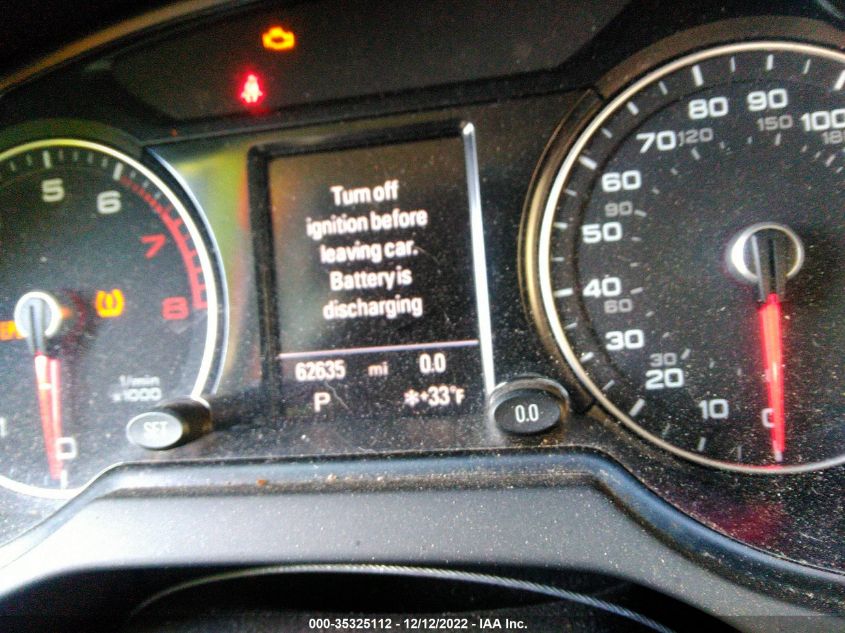 5
6
7
8
1/min
x1000
0
1
SET
Turn off
ignition before
leaving car.
Battery is
discharging
62635 mi 0.0
P *+33°F
0.0
80 90
70 120 150 100
60
90
50
40
60
30
30
20
10
0
000-35325112 - 12/12/2022 - IAA Inc.